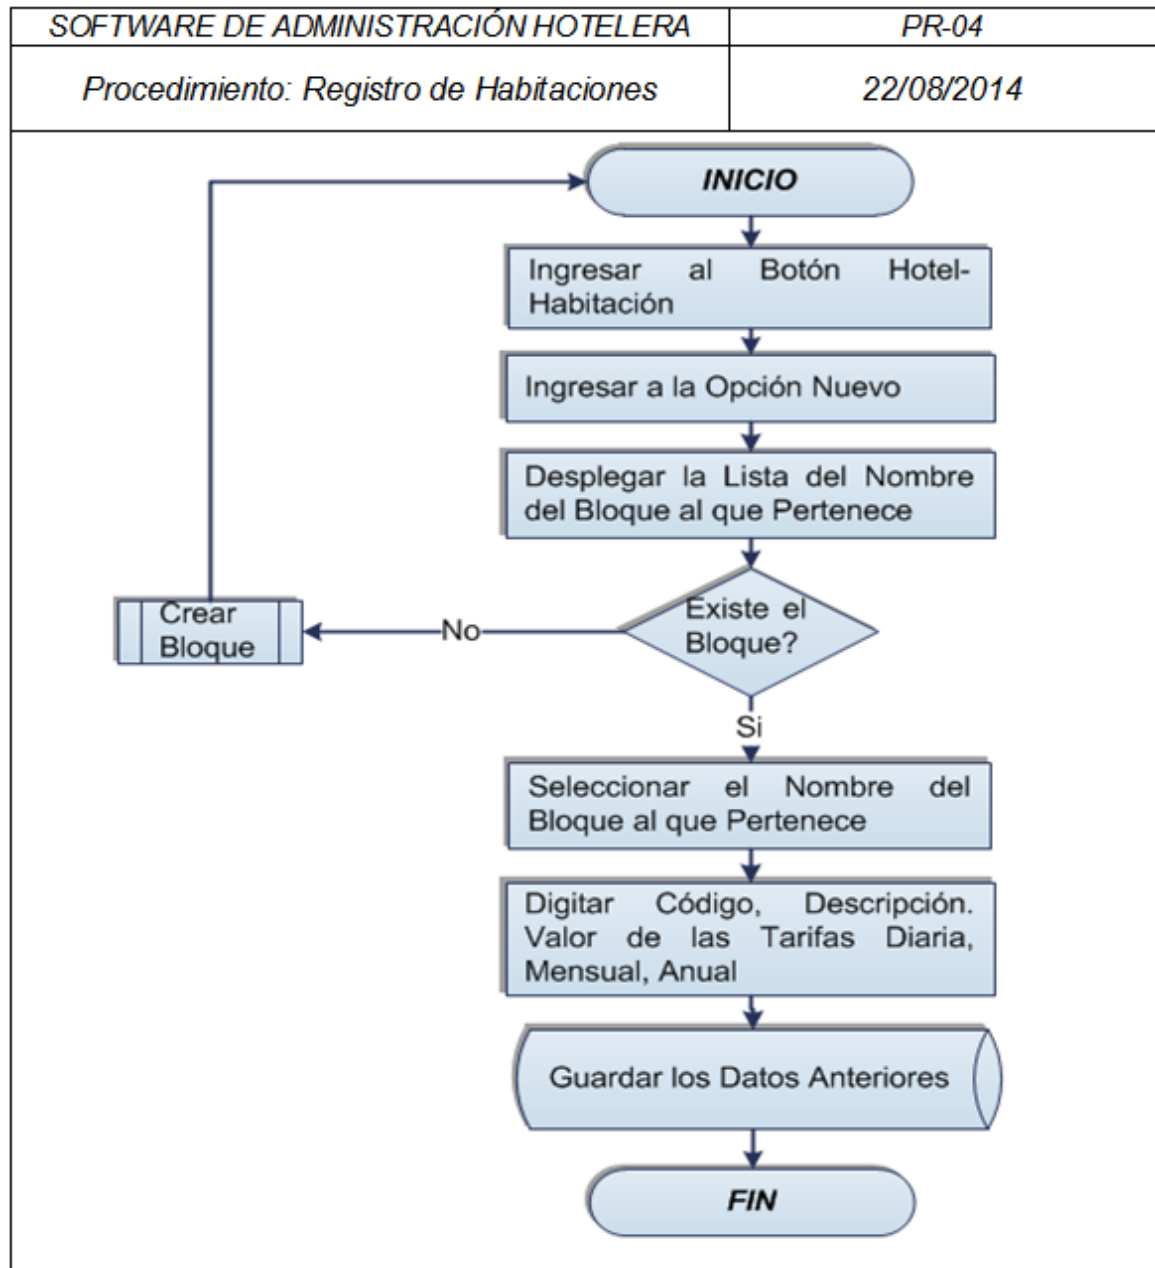 SOFTWARE DE ADMINISTRACIÓN HOTELERA
PR-04
Procedimiento: Registro de Habitaciones
22/08/2014
INICIO
Ingresar al Botón Hotel-
Habitación
Ingresar a la Opción Nuevo
Desplegar la Lista del Nombre
del Bloque al que Pertenece
Existe el
Bloque?
No
Crear
Bloque
Si
Seleccionar el Nombre del
Bloque al que Pertenece
Digitar Código, Descripción.
Valor de las Tarifas Diaria,
Mensual, Anual
Guardar los Datos Anteriores
FIN